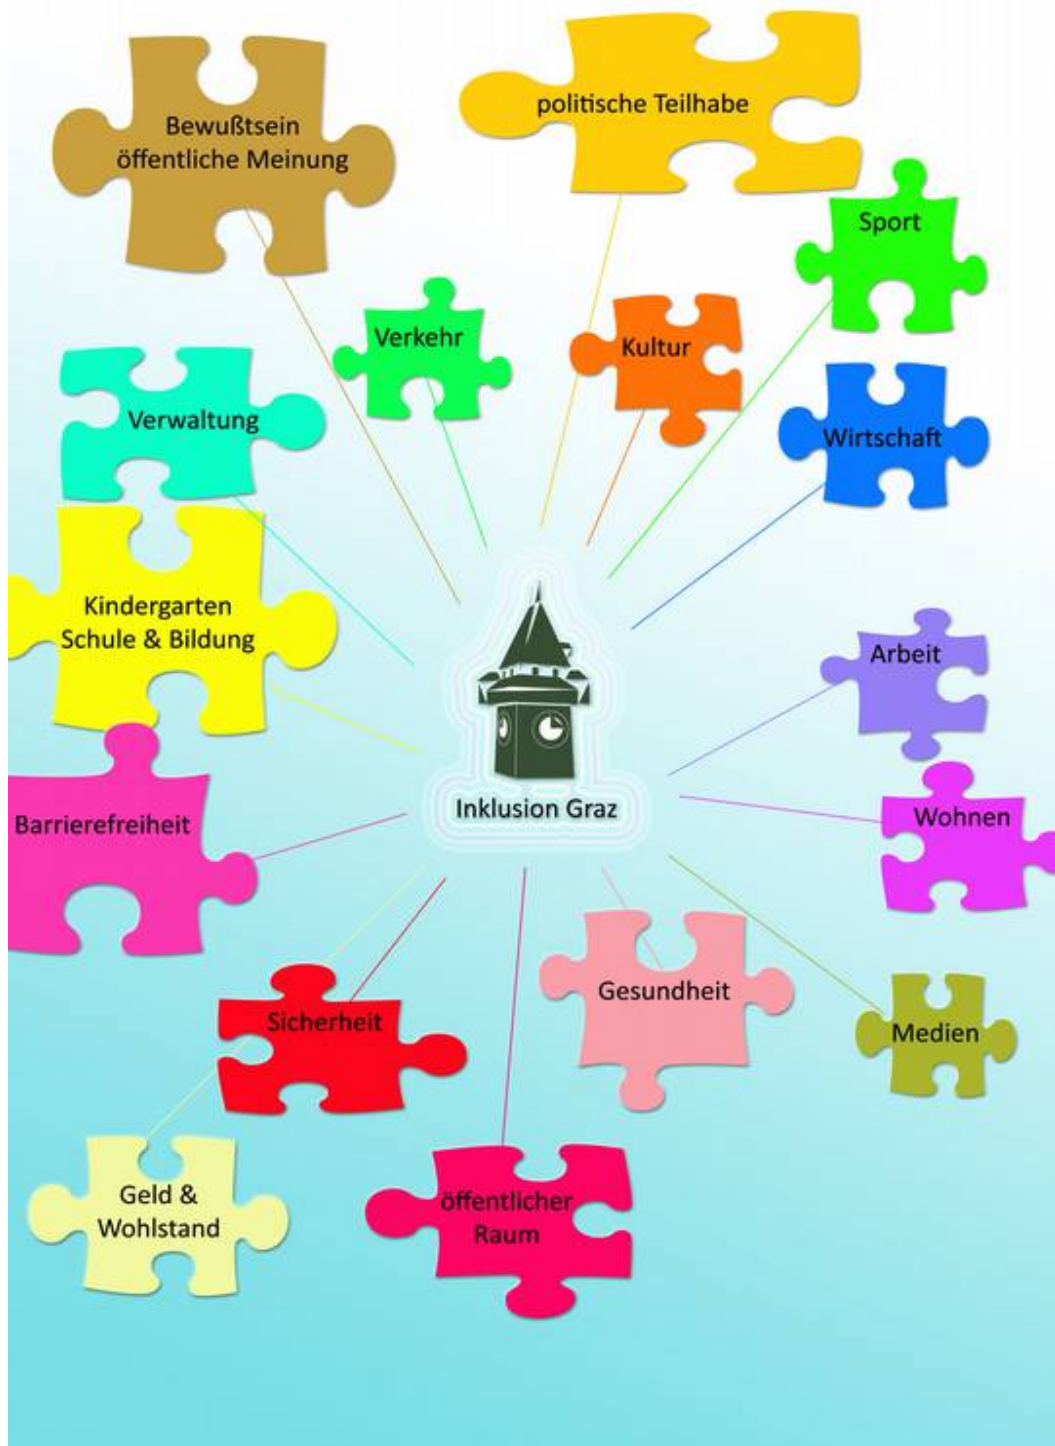 Bewußtsein
öffentliche Meinung
politische Teilhabe
Sport
Verkehr
Kultur
Verwaltung
Wirtschaft
Kindergarten
Schule & Bildung
Arbeit
Inklusion Graz
Barrierefreiheit
Wohnen
Gesundheit
Sicherheit
Medien
Geld &
Wohlstand
öffentlicher
Raum